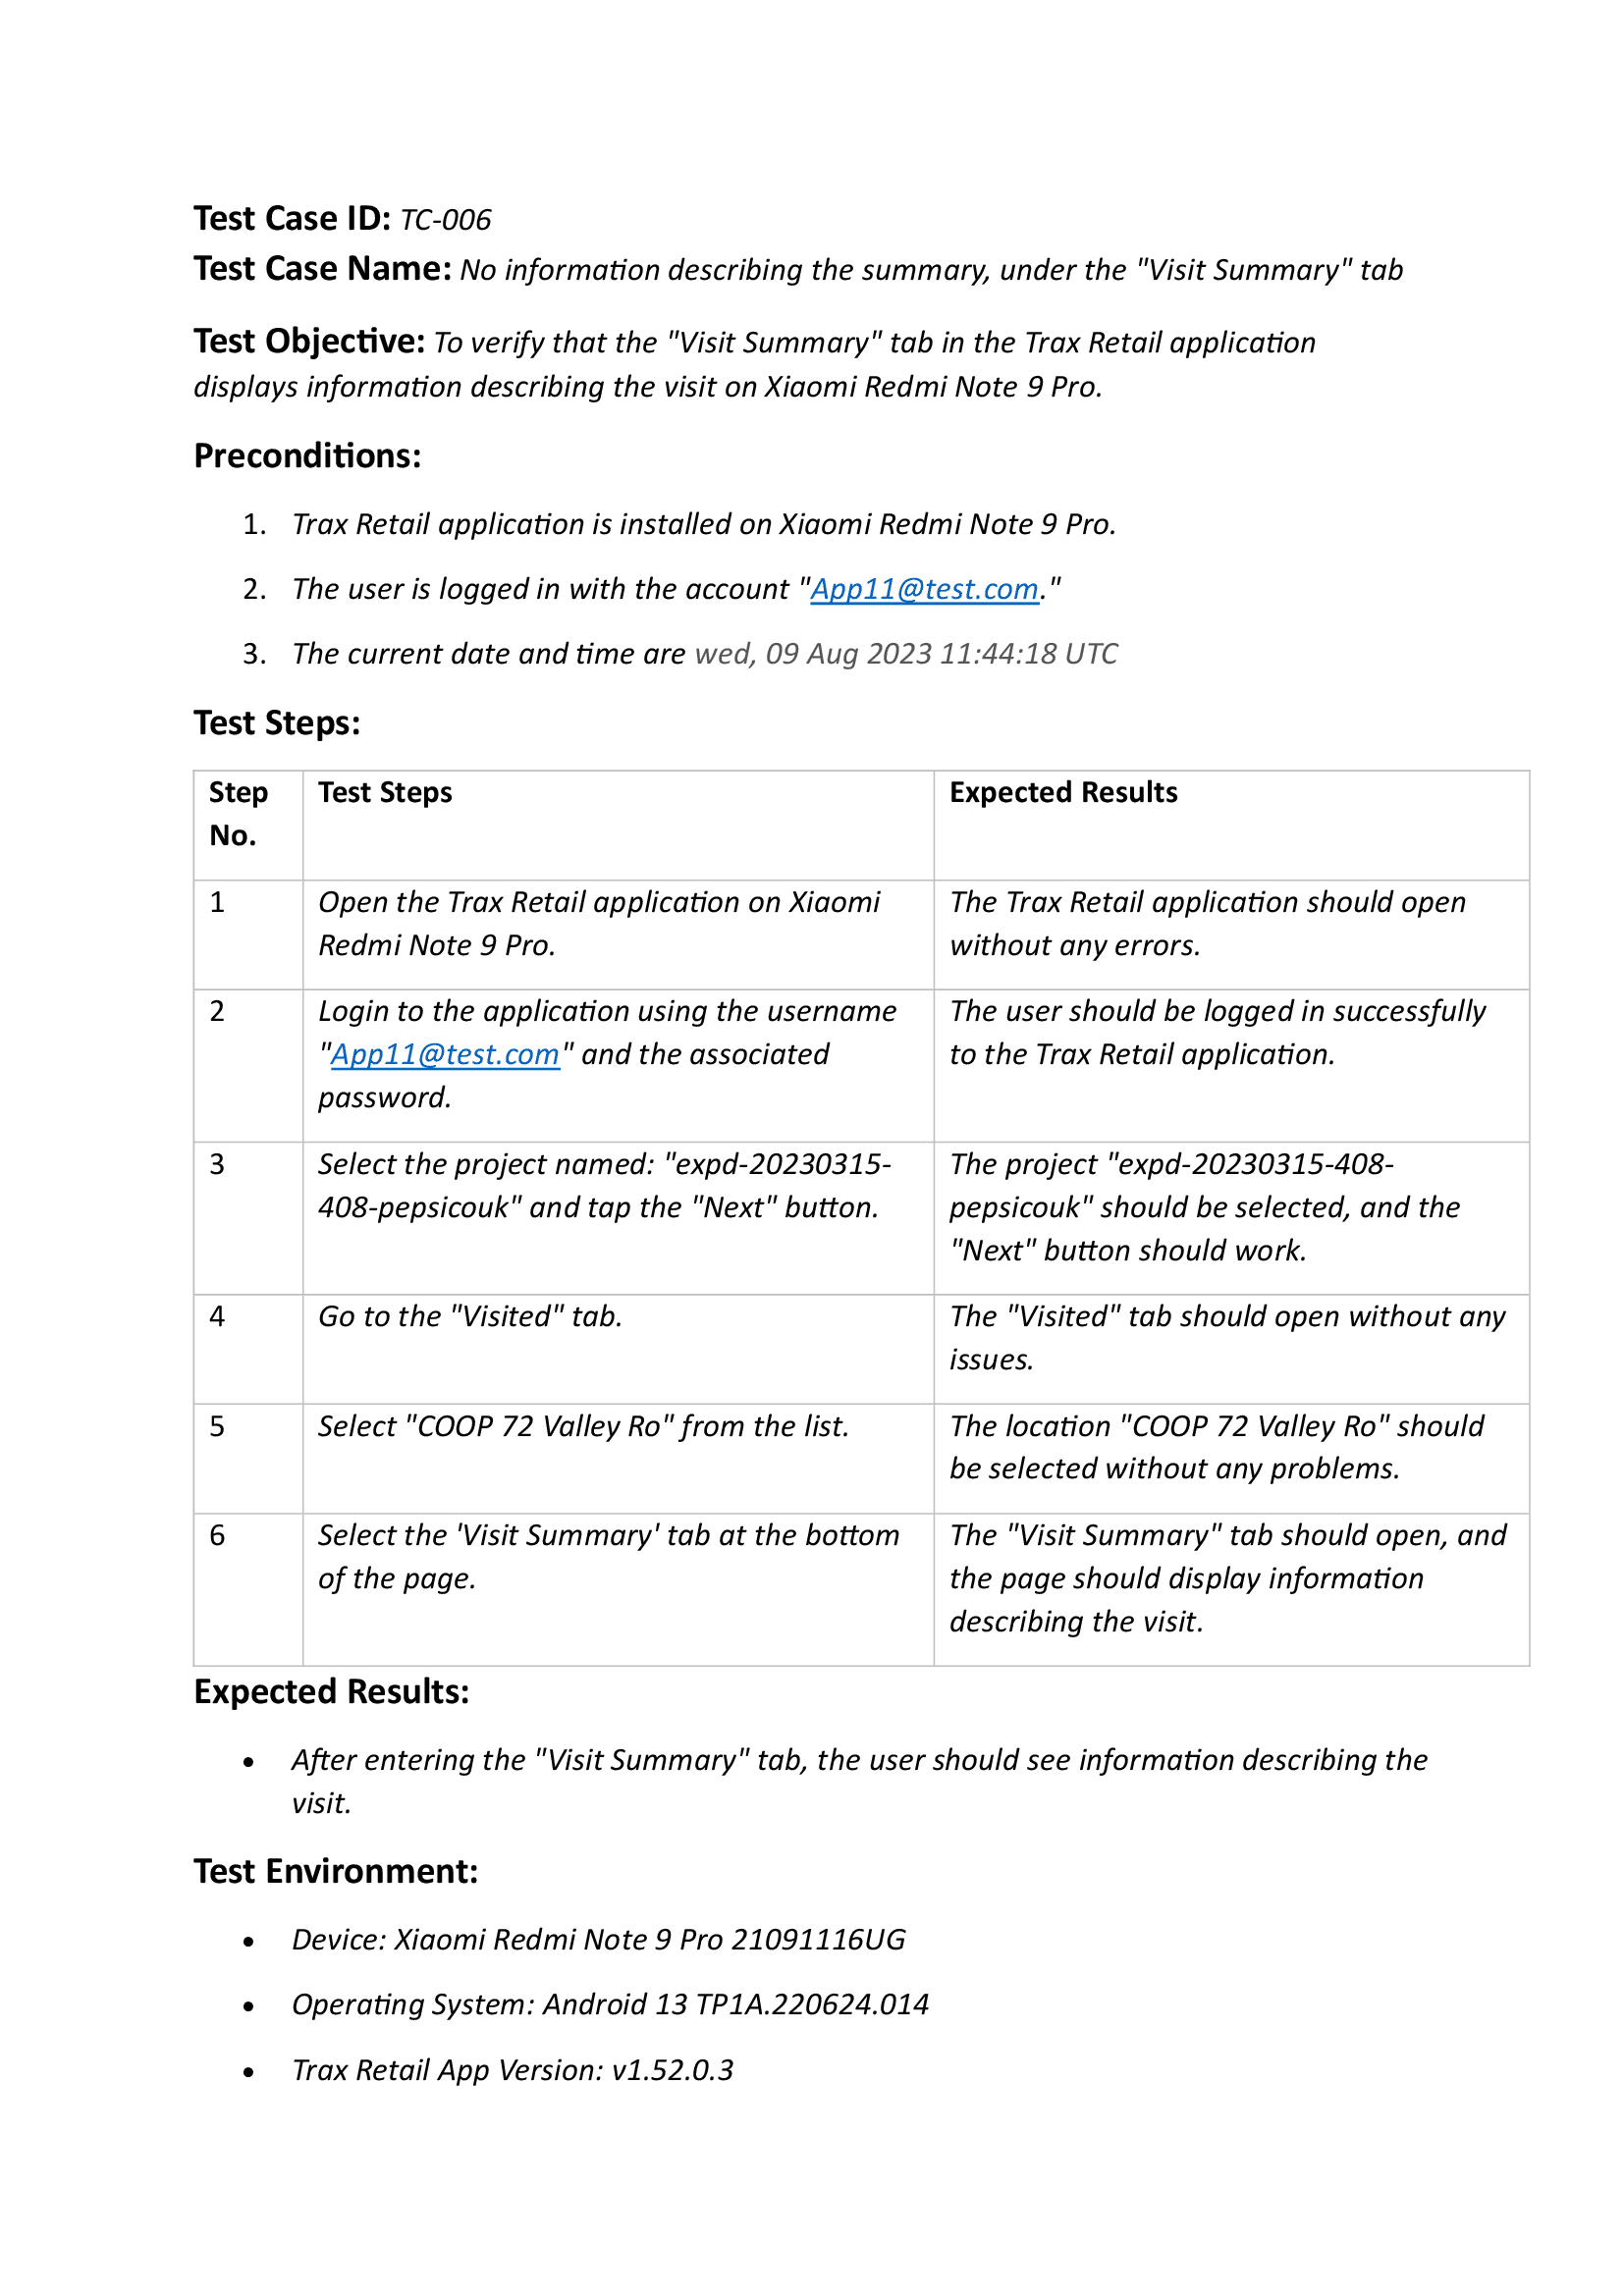 Test Case ID: TC-006
Test Case Name: No information describing the summary, under the "Visit Summary" tab
Test Objective: To verify that the "Visit Summary" tab in the Trax Retail application
displays information describing the visit on Xiaomi Redmi Note 9 Pro.
Preconditions:
1. Trax Retail application is installed on Xiaomi Redmi Note 9 Pro.
2. The user is logged in with the account "App11@test.com."
3. The current date and time are wed, 09 Aug 2023 11:44:18 UTC
Test Steps:
Step
No.
Test Steps
Expected Results
1
Open the Trax Retail application on Xiaomi
Redmi Note 9 Pro.
The Trax Retail application should open
without any errors.
2
Login to the application using the username
"App11@test.com" and the associated
password.
The user should be logged in successfully
to the Trax Retail application.
3
Select the project named: "expd-20230315-
408-pepsicouk" and tap the "Next" button.
The project "expd-20230315-408-
pepsicouk" should be selected, and the
"Next" button should work.
4
Go to the "Visited" tab.
The "Visited" tab should open without any
issues.
5
Select "COOP 72 Valley Ro" from the list.
The location "COOP 72 Valley Ro" should
be selected without any problems.
6
Select the 'Visit Summary' tab at the bottom
of the page.
The "Visit Summary" tab should open, and
the page should display information
describing the visit.
Expected Results:
• After entering the "Visit Summary" tab, the user should see information describing the
visit.
Test Environment:
• Device: Xiaomi Redmi Note 9 Pro 21091116UG
• Operating System: Android 13 TP1A.220624.014
• Trax Retail App Version: v1.52.0.3